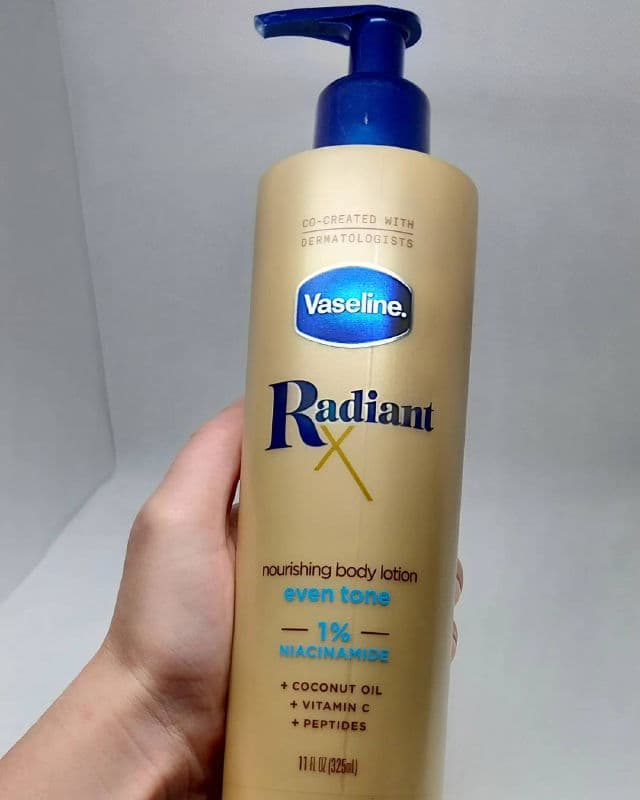 CO-CREATED WITH
DERMATOLOGISTS
Vaseline.
Radiant
X
nourishing body lotion
even tone
1%
NIACINAMIDE
+ COCONUT OIL
+ VITAMIN C
+ PEPTIDES
11 fl oz (325ml)